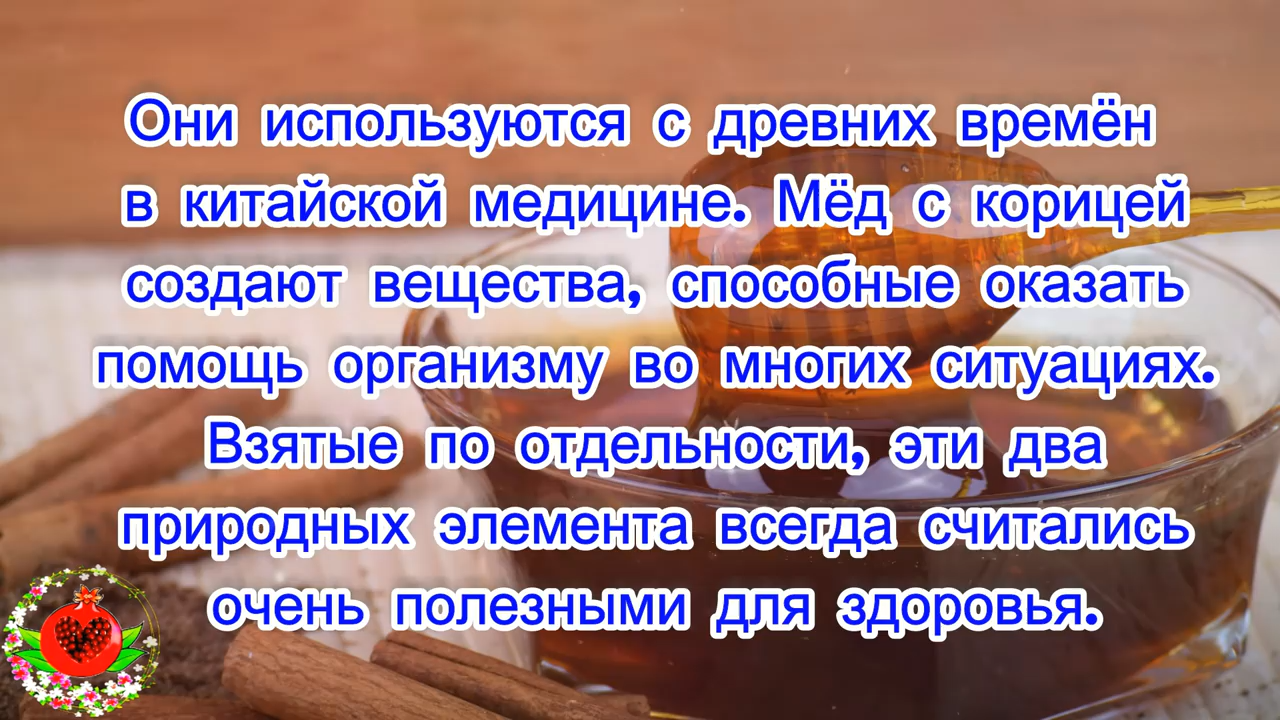 Они используются с древних времён
в китайской медицине. Мёд с корицей
создают вещества, способные оказать
помощь организму во многих ситуациях.
Взятые по отдельности, эти два
природных элемента всегда считались
очень полезными для здоровья.